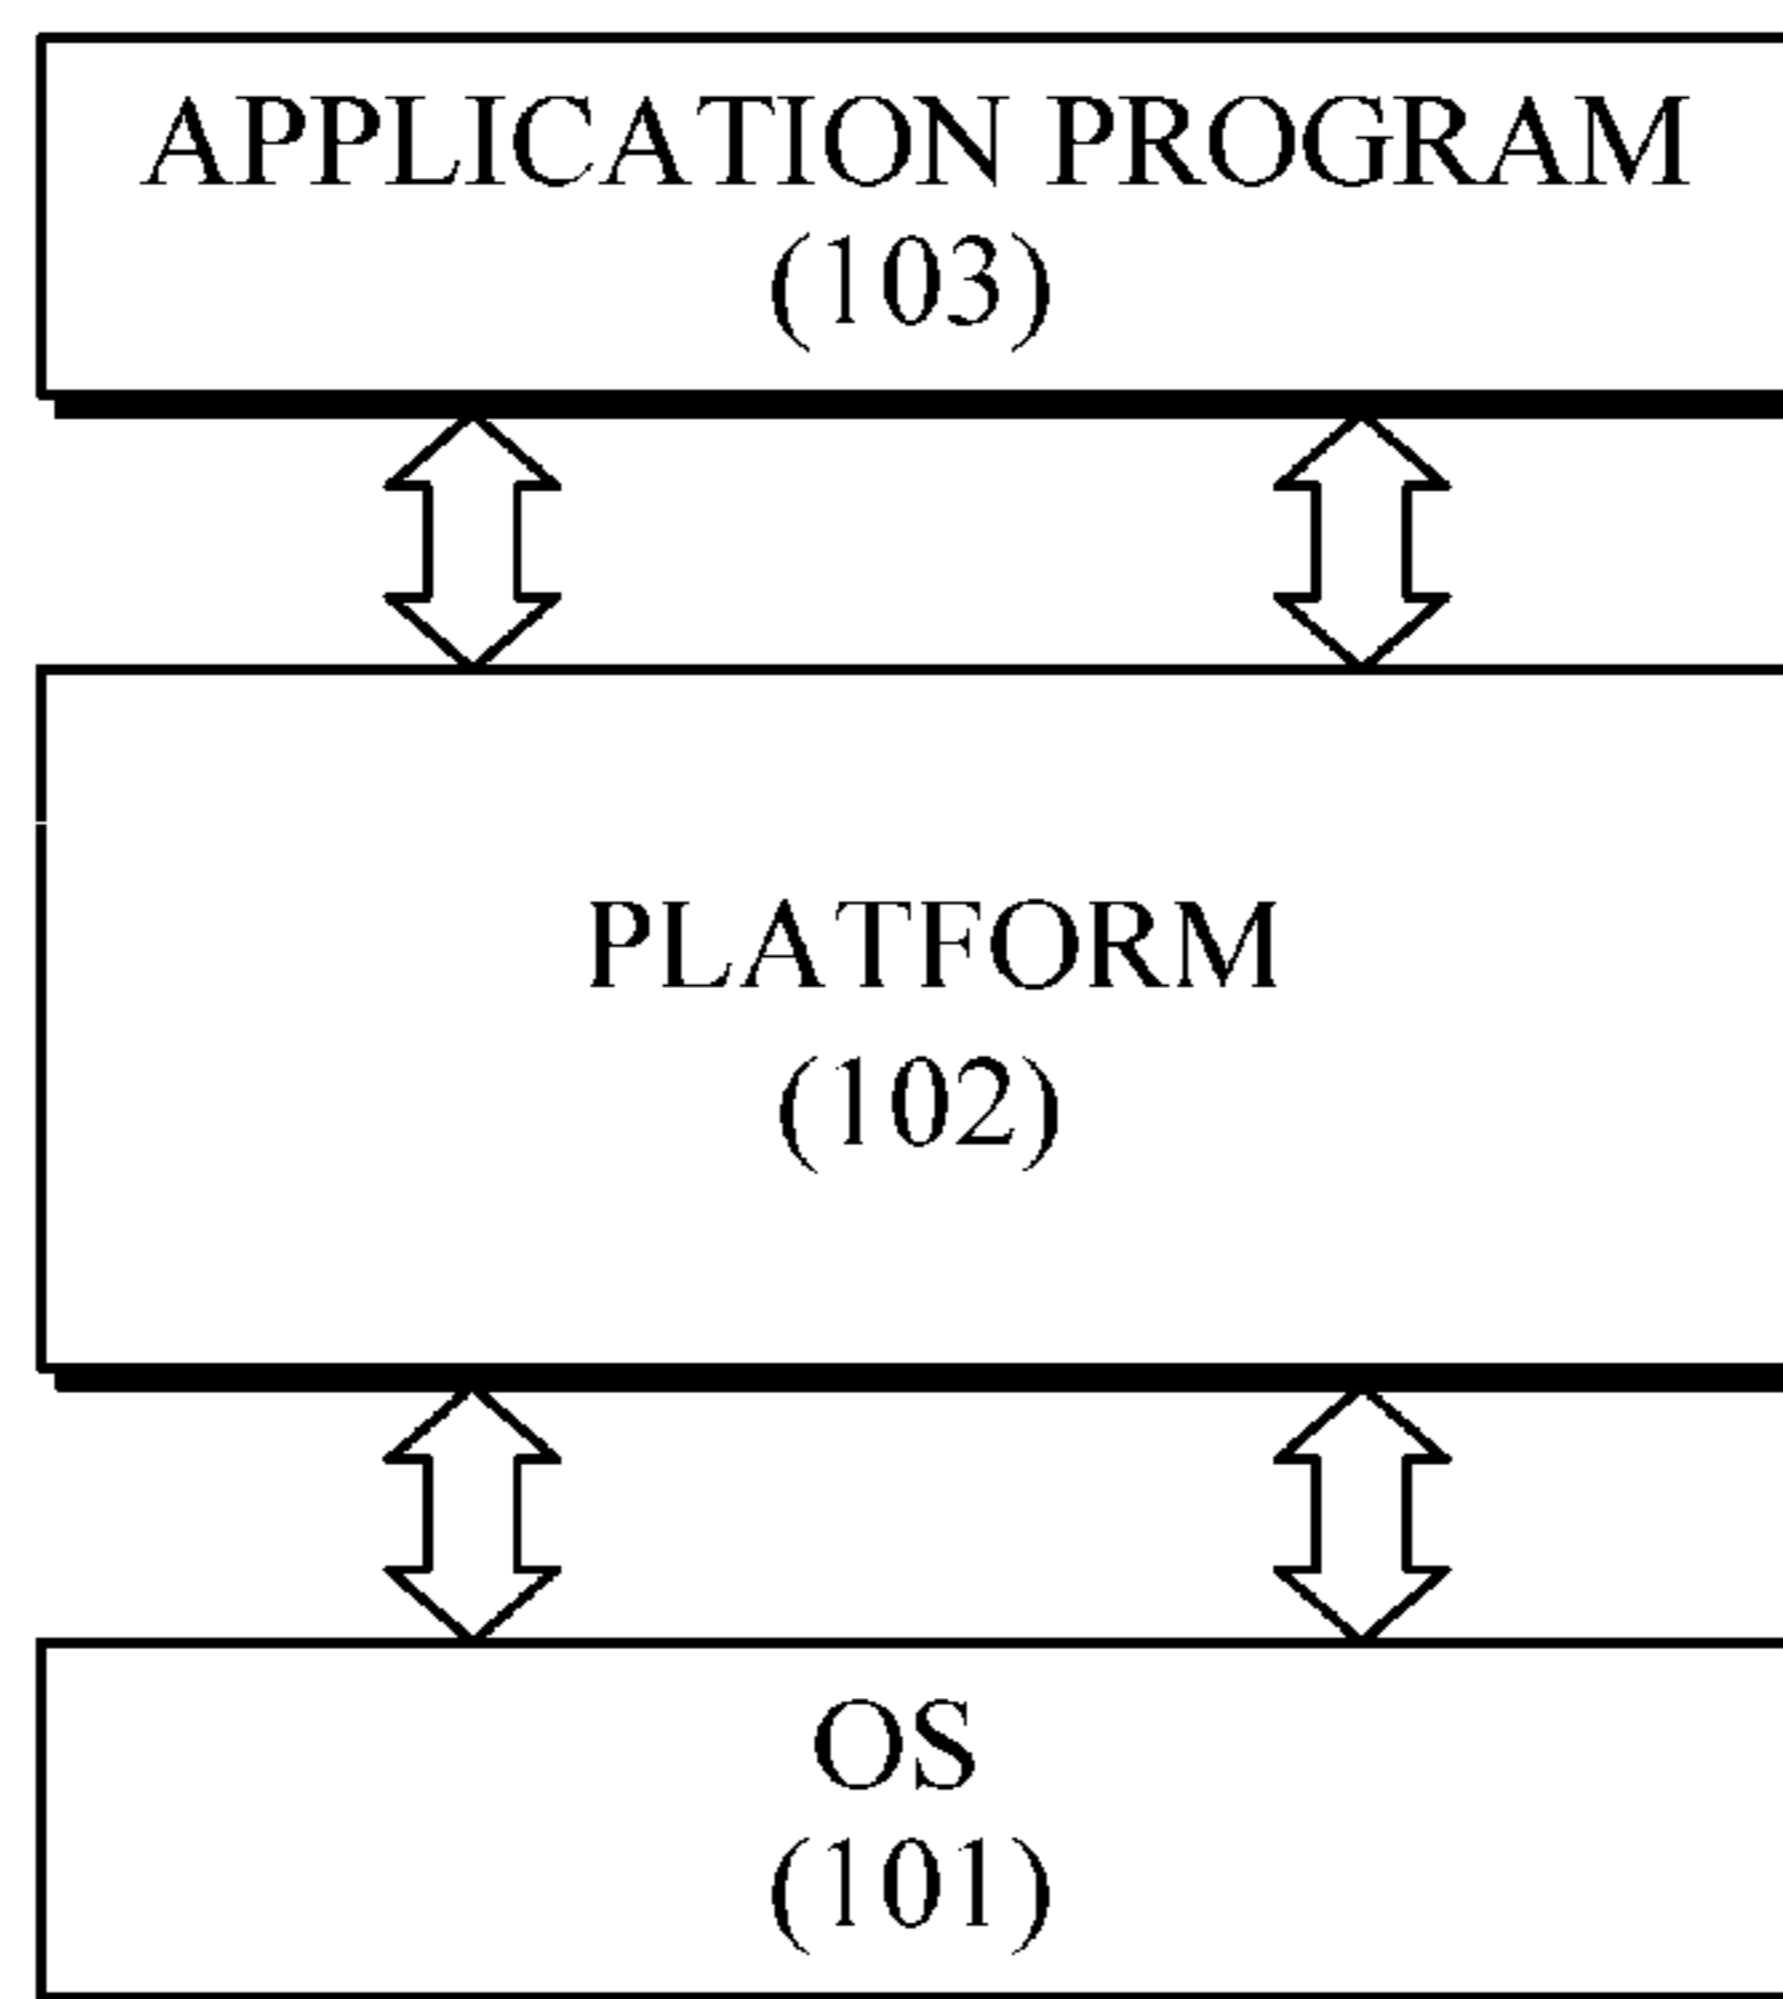 APPLICATION PROGRAM
(103)
PLATFORM
(102)
OS
(101)